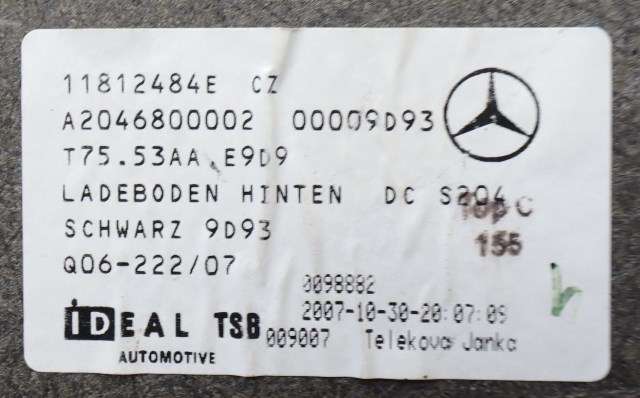 11812484E CZ
A2046800002 00009D93
T75.53AA.E9D9
LADEBODEN HINTEN DC S204
SCHWARZ 9D93
155
Q06-222/07
0098882
2007-10-30-20:07:09
IDEAL TSB
009007 Telekova Janka
AUTOMOTIVE